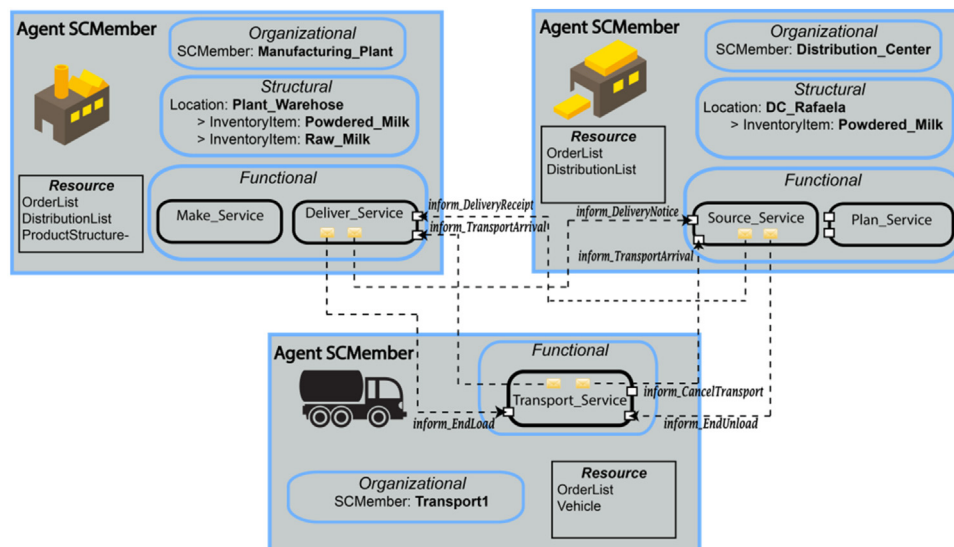 Agent SCMember
Organizational
SCMember: Manufacturing_Plant
Structural
Location: Plant_Warehose
> InventoryItem: Powdered_Milk
> InventoryItem: Raw_Milk
Resource
OrderList
DistributionList
ProductStructure-
Functional
Make_Service
Deliver_Service
inform_DeliveryReceipt
inform_TransportArrival
Agent SCMember
Organizational
SCMember: Distribution_Center
Structural
Location: DC_Rafaela
> InventoryItem: Powdered_Milk
Resource
OrderList
DistributionList
Functional
inform_DeliveryNotice
Source_Service
Plan_Service
inform_TransportArrival
Agent SCMember
Functional
Transport_Service
inform_CancelTransport
inform_EndLoad
inform_EndUnload
Organizational
SCMember: Transport1
Resource
OrderList
Vehicle